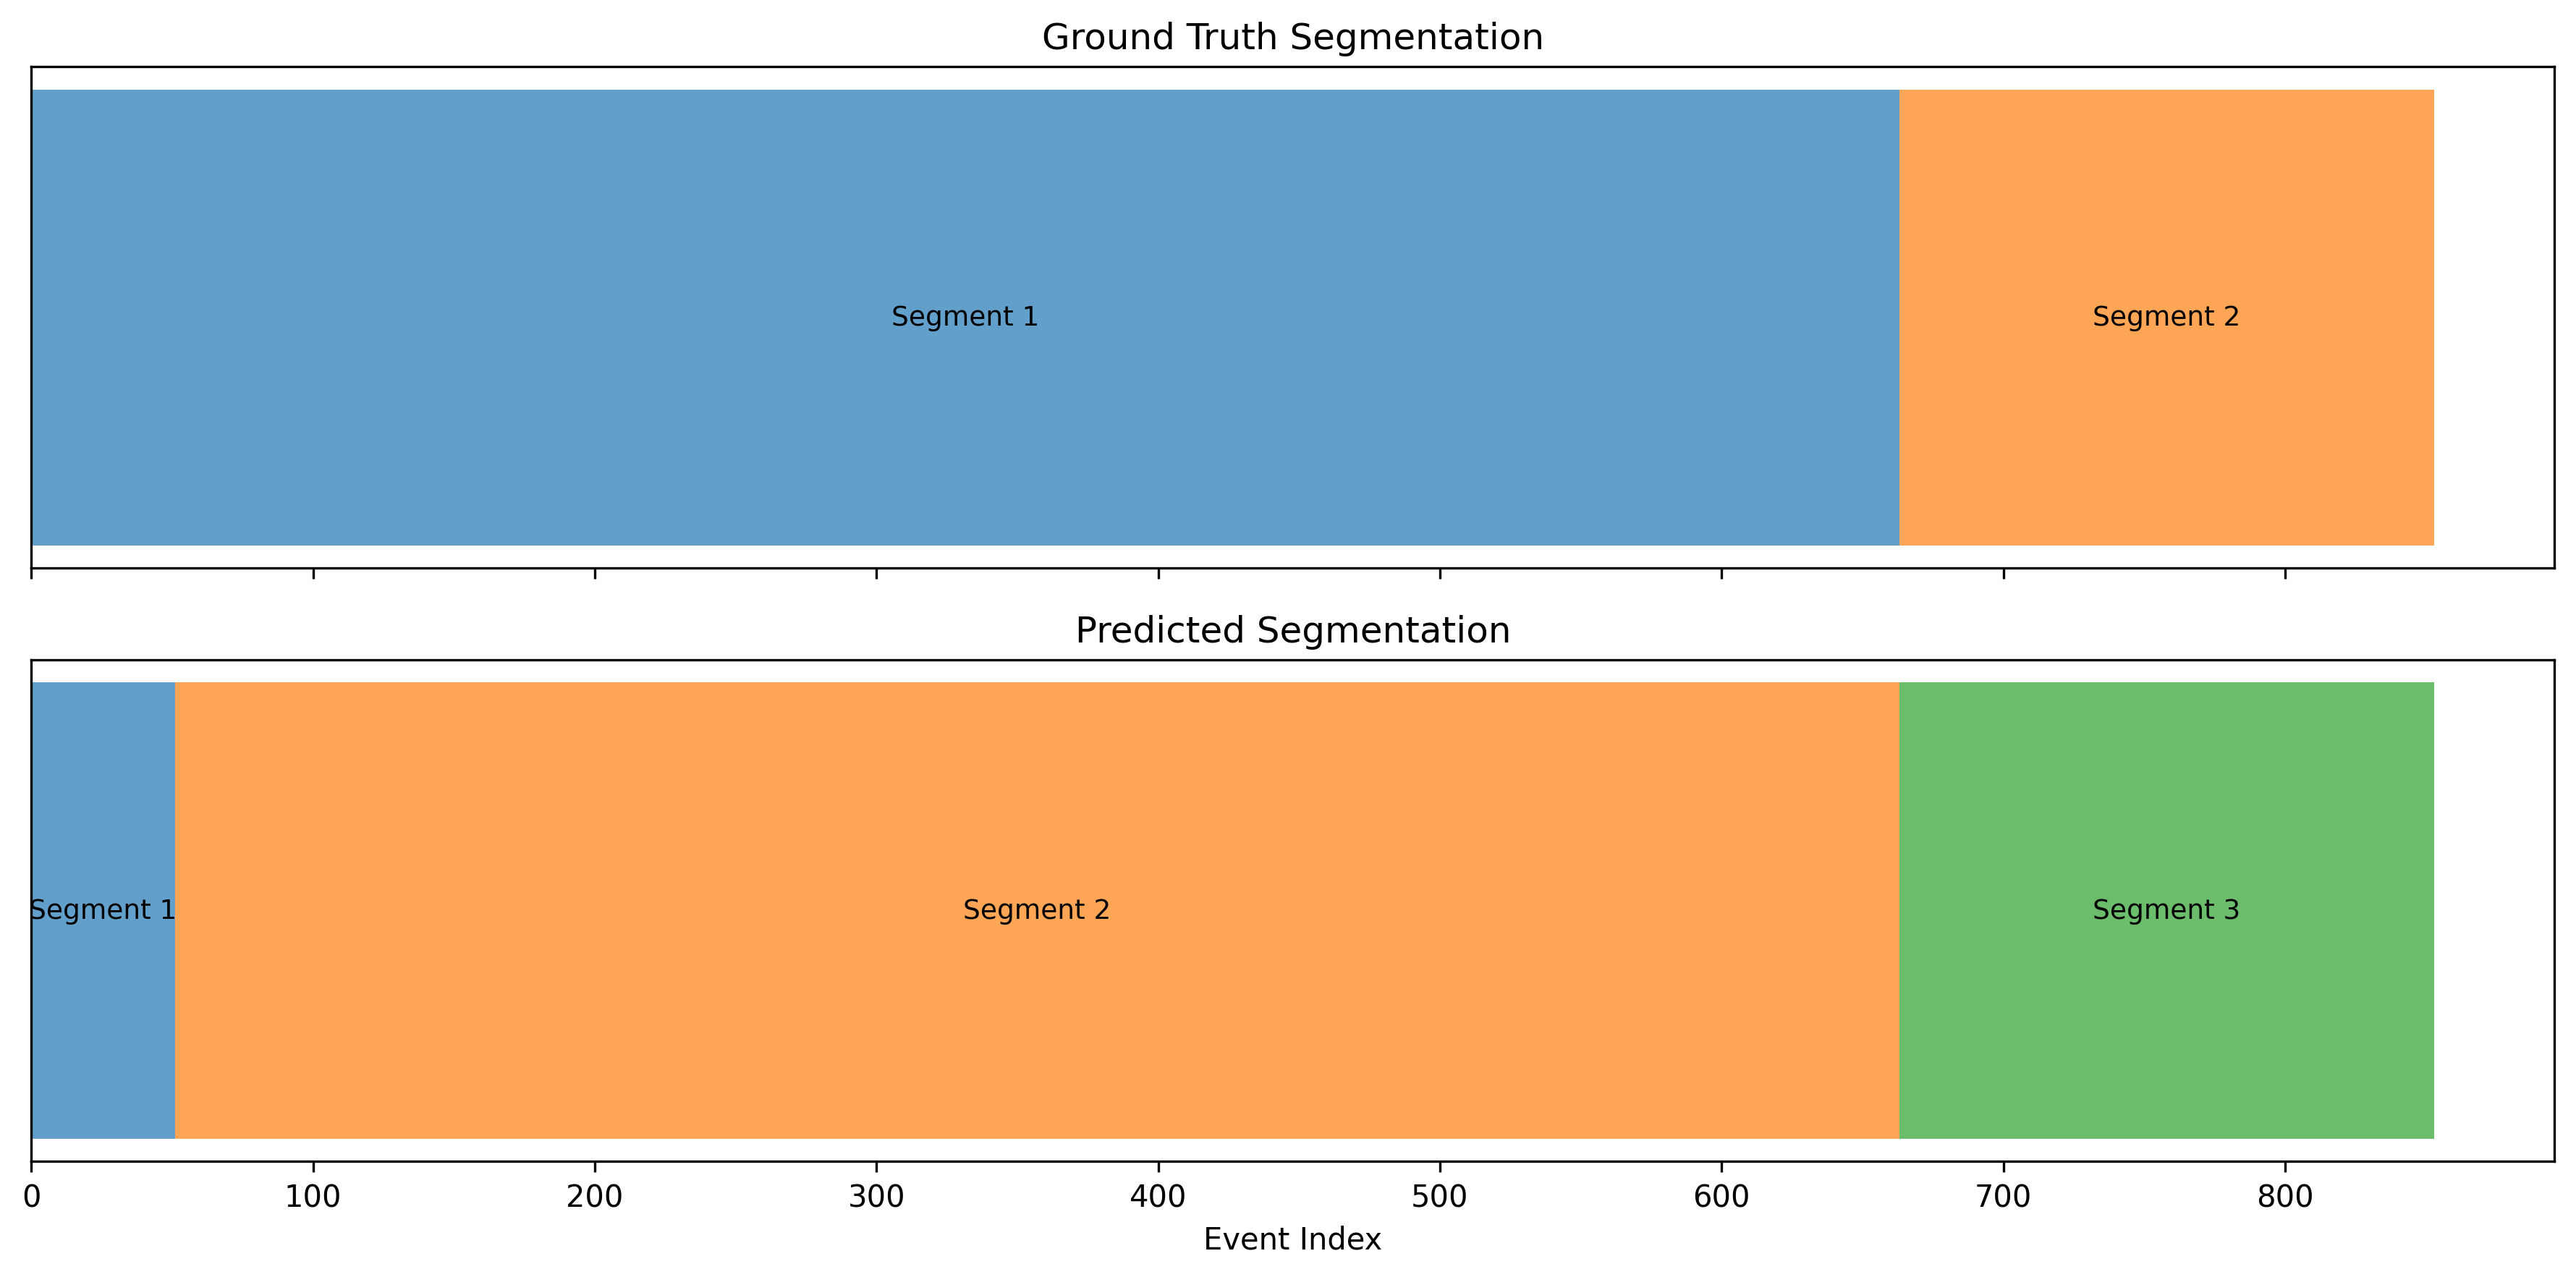 Ground Truth Segmentation
Segment 1
Segment 2
Predicted Segmentation
Segment 1
Segment 2
Segment 3
0 100 200 300 400 500 600 700 800
Event Index